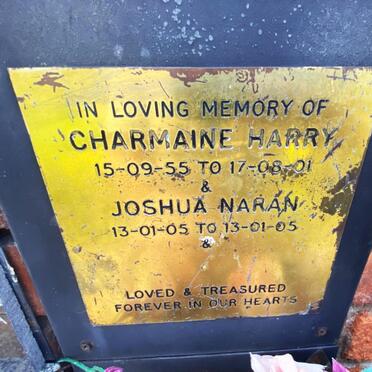 IN LOVING MEMORY OF
CHARMAINE HARRY
15-09-55 TO 17-08-01
&
JOSHUA NARAN
13-01-05 TO 13-01-05
&
LOVED & TREASURED
FOREVER IN OUR HEARTS